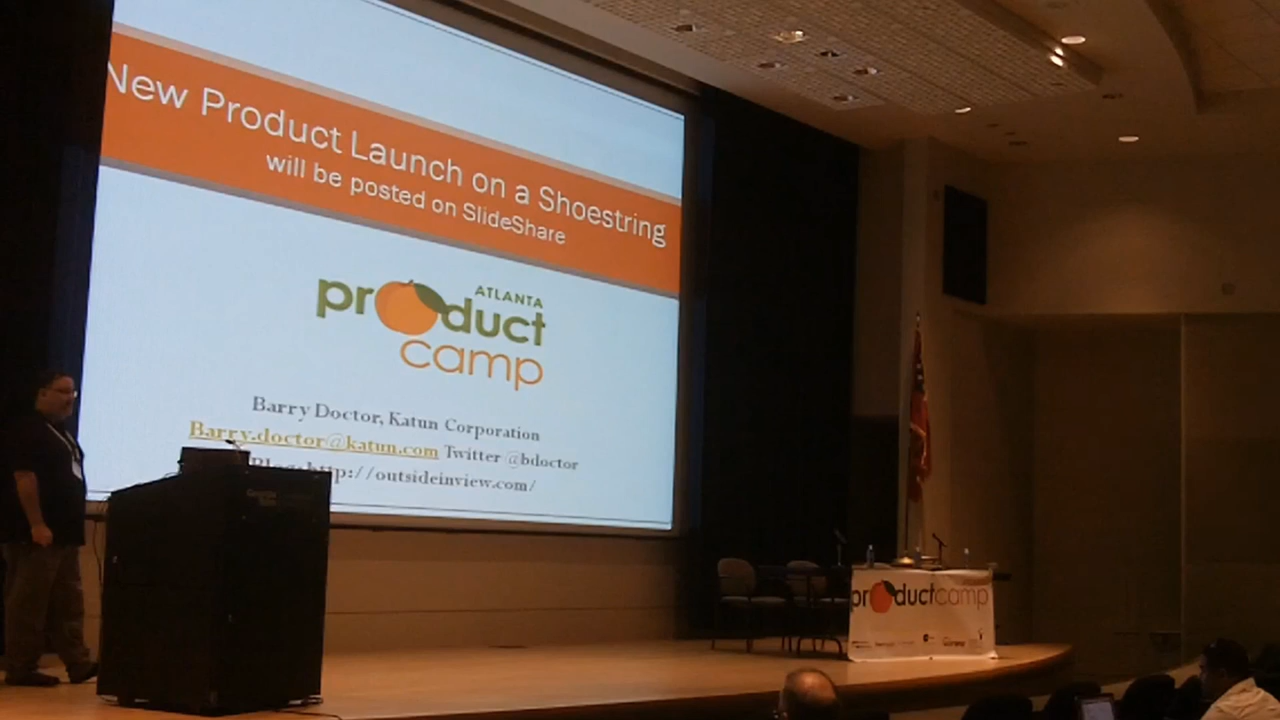 New Product Launch on a Shoestring
will be posted on SlideShare
ATLANTA
product
camp
Barry Doctor, Katun Corporation
Barry.doctor@katun.com Twitter @bdoctor
Blog: http://outsideinview.com/
productcamp